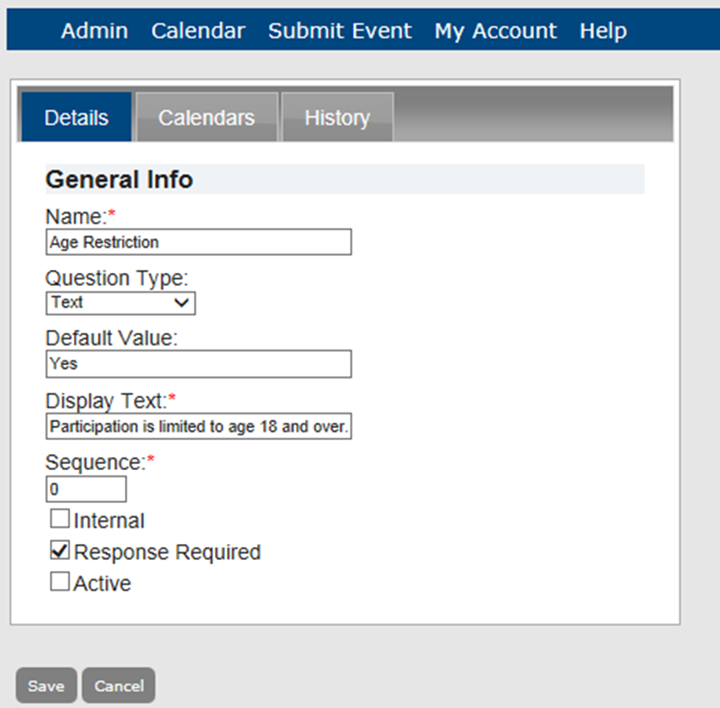 Admin Calendar Submit Event My Account Help
Details Calendars History
General Info
Name:*
Age Restriction
Question Type:
Text
Default Value:
Yes
Display Text:*
Participation is limited to age 18 and over.
Sequence:*
0
Internal
Response Required
Active
Save Cancel